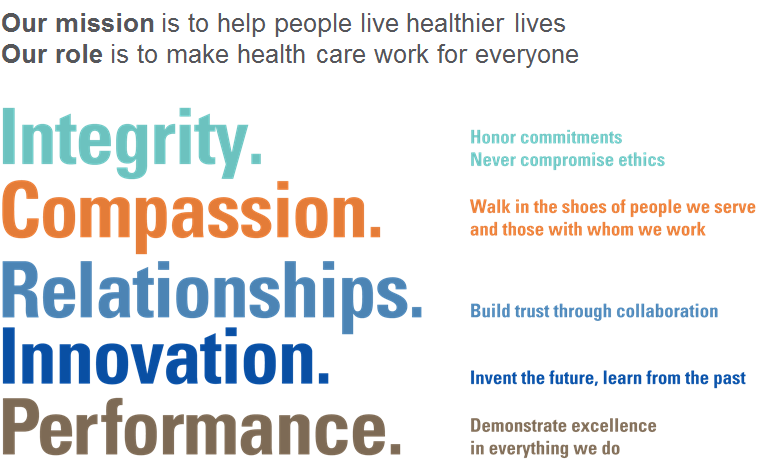 Our mission is to help people live healthier lives
Our role is to make health care work for everyone
Integrity.
Honor commitments
Never compromise ethics
Compassion.
Walk in the shoes of people we serve
and those with whom we work
Relationships.
Build trust through collaboration
Innovation.
Invent the future, learn from the past
Performance.
Demonstrate excellence
in everything we do